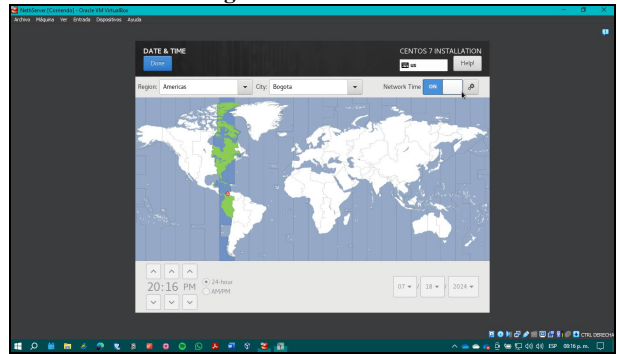 NethServer [Corriendo] - Oracle VM VirtualBox
Archivo Máquina Ver Entrada Dispositivos Ayuda
DATE & TIME
CENTOS 7 INSTALLATION
Done
us
Help!
Region: Americas City: Bogota Network Time ON
20:16 PM
24-hour
AM/PM
07 / 18 / 2024
CTRL DERECHA
ESP 08:16 p. m.